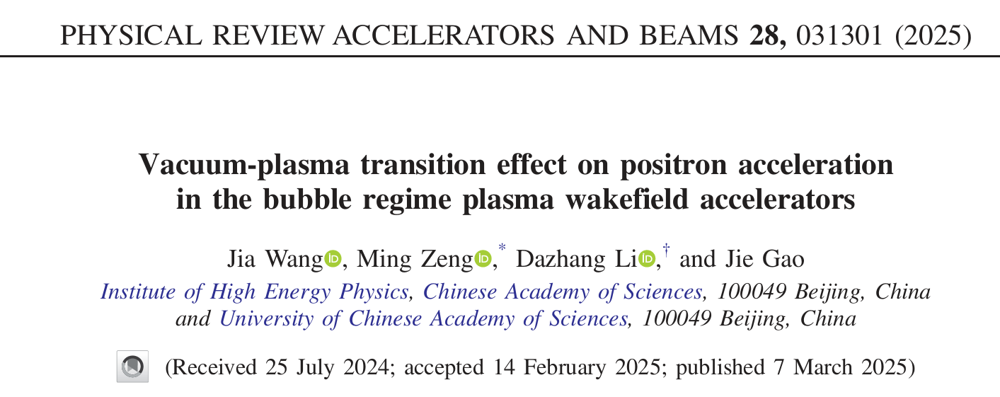 PHYSICAL REVIEW ACCELERATORS AND BEAMS 28, 031301 (2025)
Vacuum-plasma transition effect on positron acceleration
in the bubble regime plasma wakefield accelerators
Jia Wang, Ming Zeng,* Dazhang Li,† and Jie Gao
Institute of High Energy Physics, Chinese Academy of Sciences, 100049 Beijing, China
and University of Chinese Academy of Sciences, 100049 Beijing, China
(Received 25 July 2024; accepted 14 February 2025; published 7 March 2025)